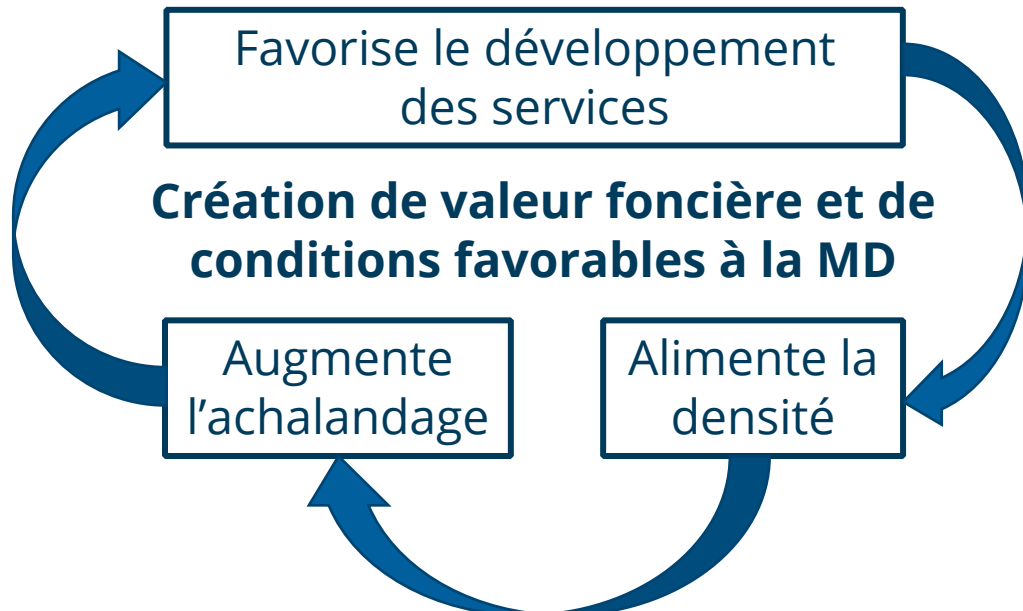 Favorise le développement
des services
Création de valeur foncière et de
conditions favorables à la MD
Augmente
l’achalandage
Alimente la
densité